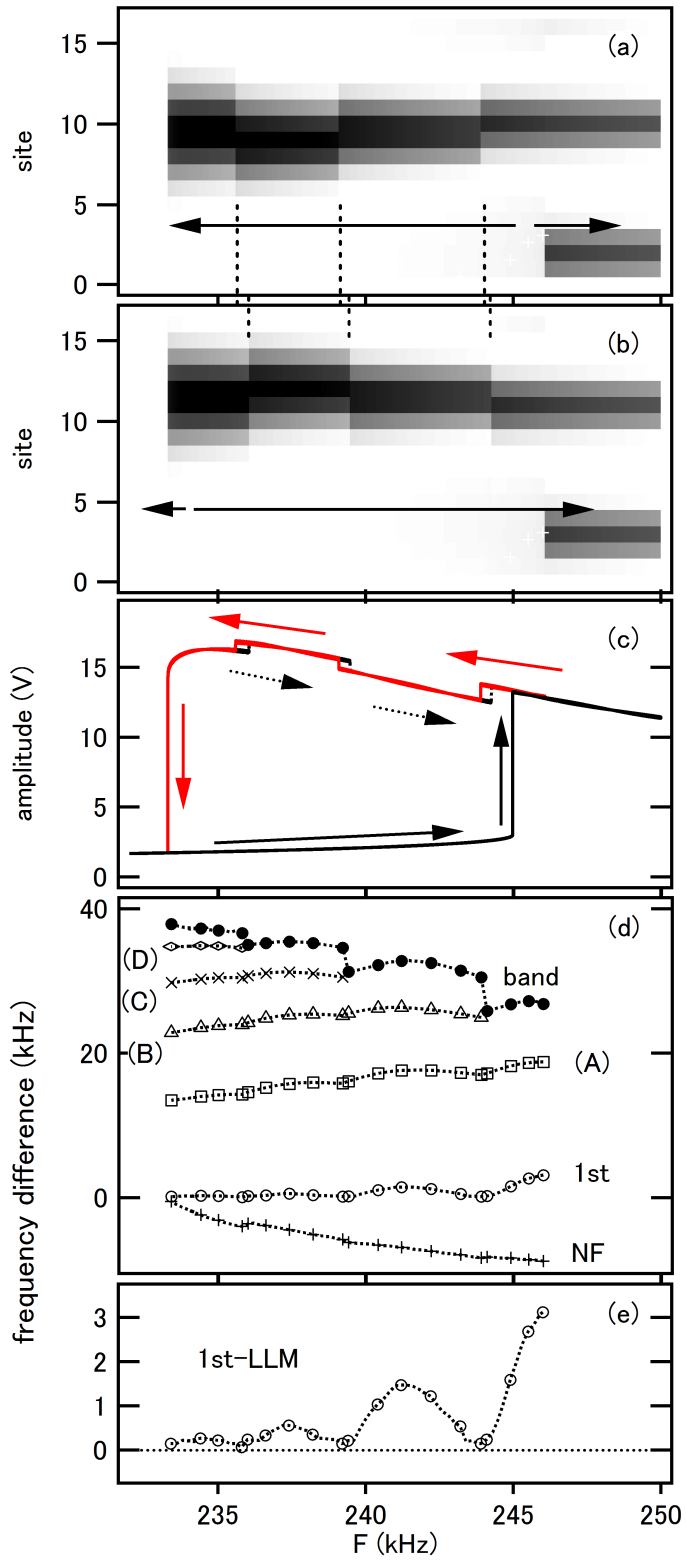 (a)
15
10
5
0
site
(b)
15
10
5
0
site
(c)
15
10
5
0
amplitude (V)
(d)
40
(D)
band
(C)
(B)
20
(A)
1st
0
NF
frequency difference (kHz)
(e)
3
1st-LLM
2
1
0
235
240
245
250
F (kHz)